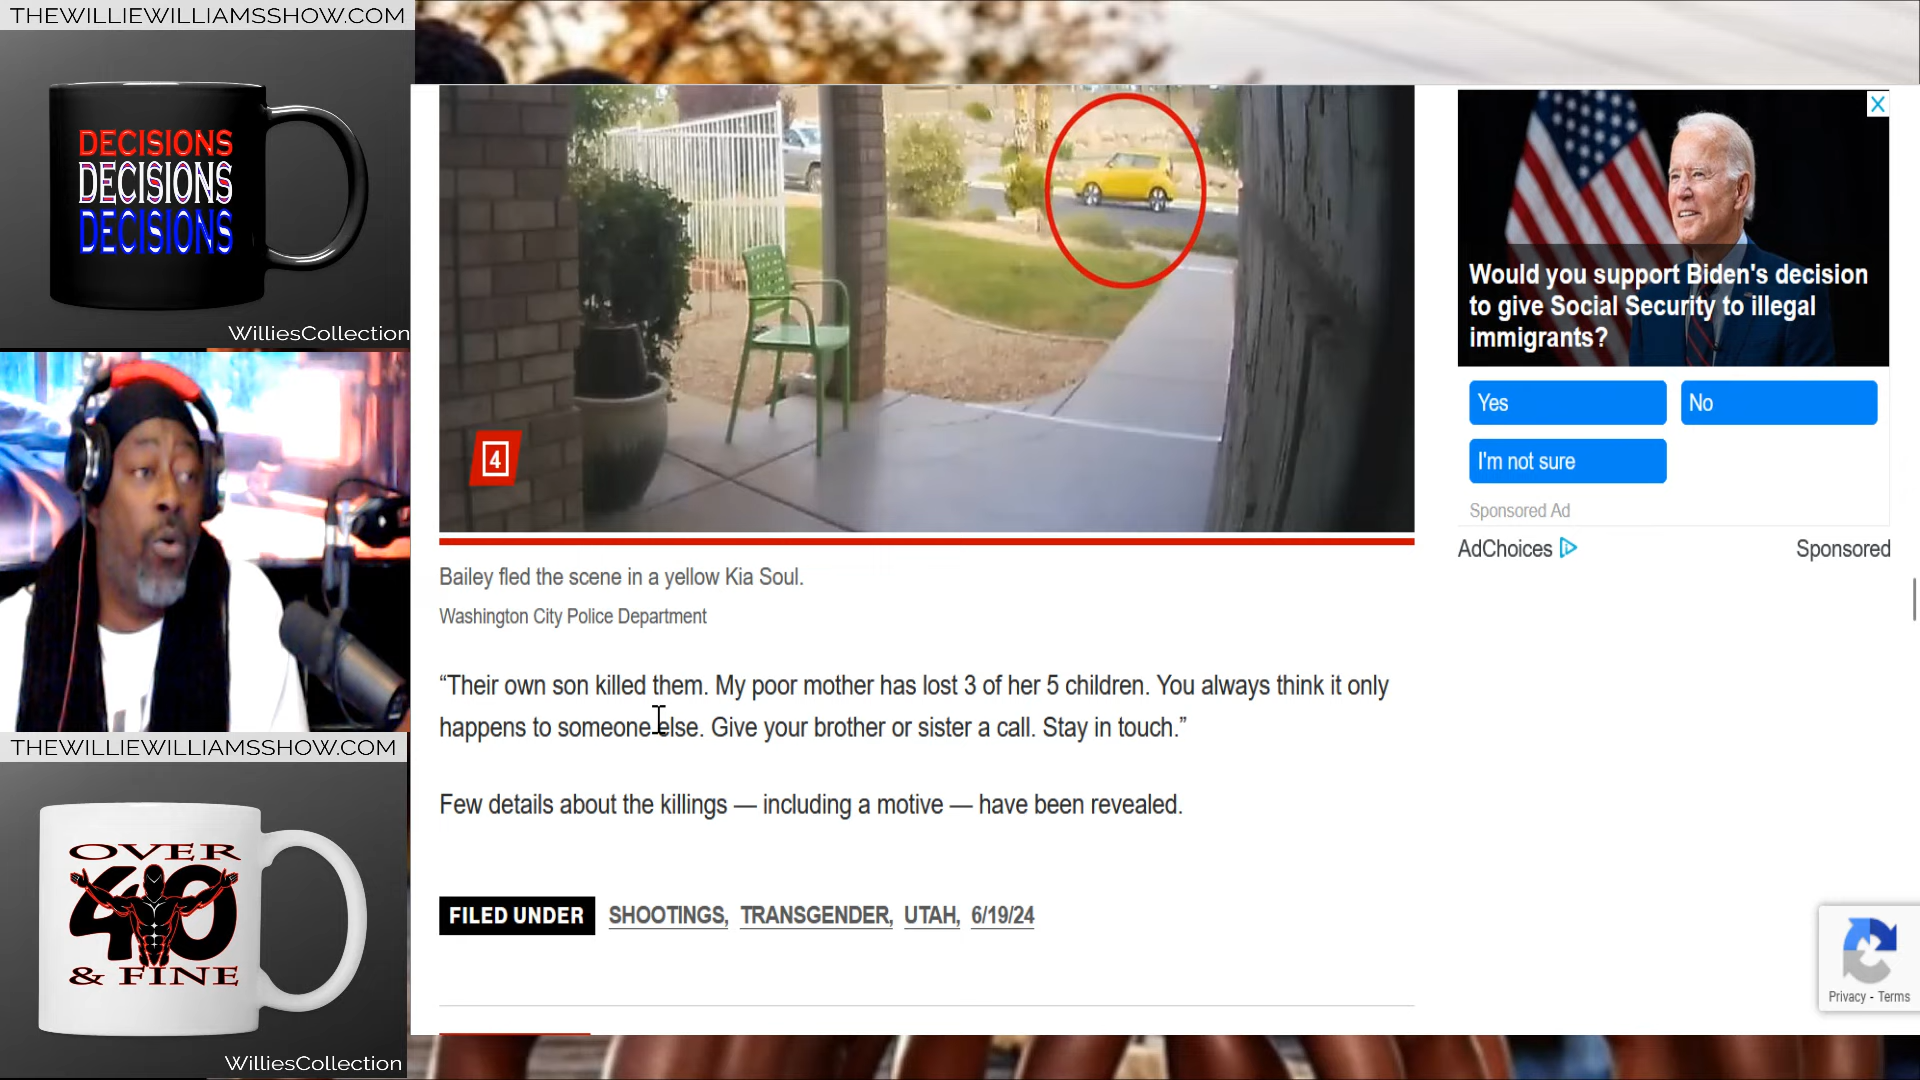 THEWILLIEWILLIAMSSHOW.COM
DECISIONS
DECISIONS
DECISIONS
WilliesCollection
THEWILLIEWILLIAMSSHOW.COM
OVER
40
& FINE
WilliesCollection
4
Bailey fled the scene in a yellow Kia Soul.
Washington City Police Department
“Their own son killed them. My poor mother has lost 3 of her 5 children. You always think it only
happens to someone else. Give your brother or sister a call. Stay in touch.”
Few details about the killings — including a motive — have been revealed.
FILED UNDER SHOOTINGS, TRANSGENDER, UTAH, 6/19/24
X
Would you support Biden's decision
to give Social Security to illegal
immigrants?
Yes
No
I'm not sure
Sponsored Ad
AdChoices
Sponsored
Privacy - Terms